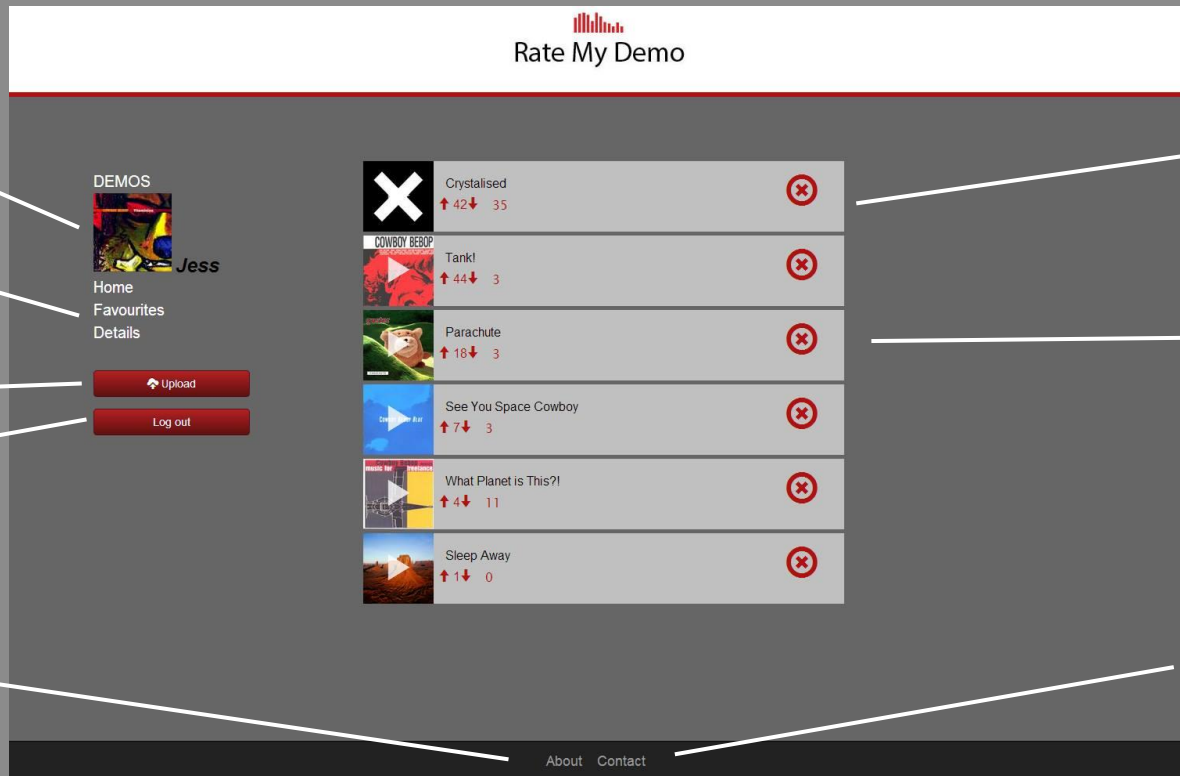 Rate My Demo
DEMOS
Jess
Home
Favourites
Details
Upload
Log out
Crystalised
42 35
COWBOY BEBOP
Tank!
44 3
Parachute
18 3
See You Space Cowboy
7 3
music for freelance
What Planet is This?!
4 11
Sleep Away
1 0
About Contact